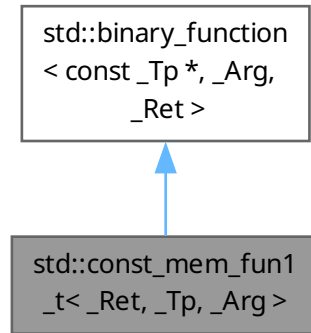 std::binary_function
< const _Tp *, _Arg,
_Ret >
std::const_mem_fun1
_t< _Ret, _Tp, _Arg >